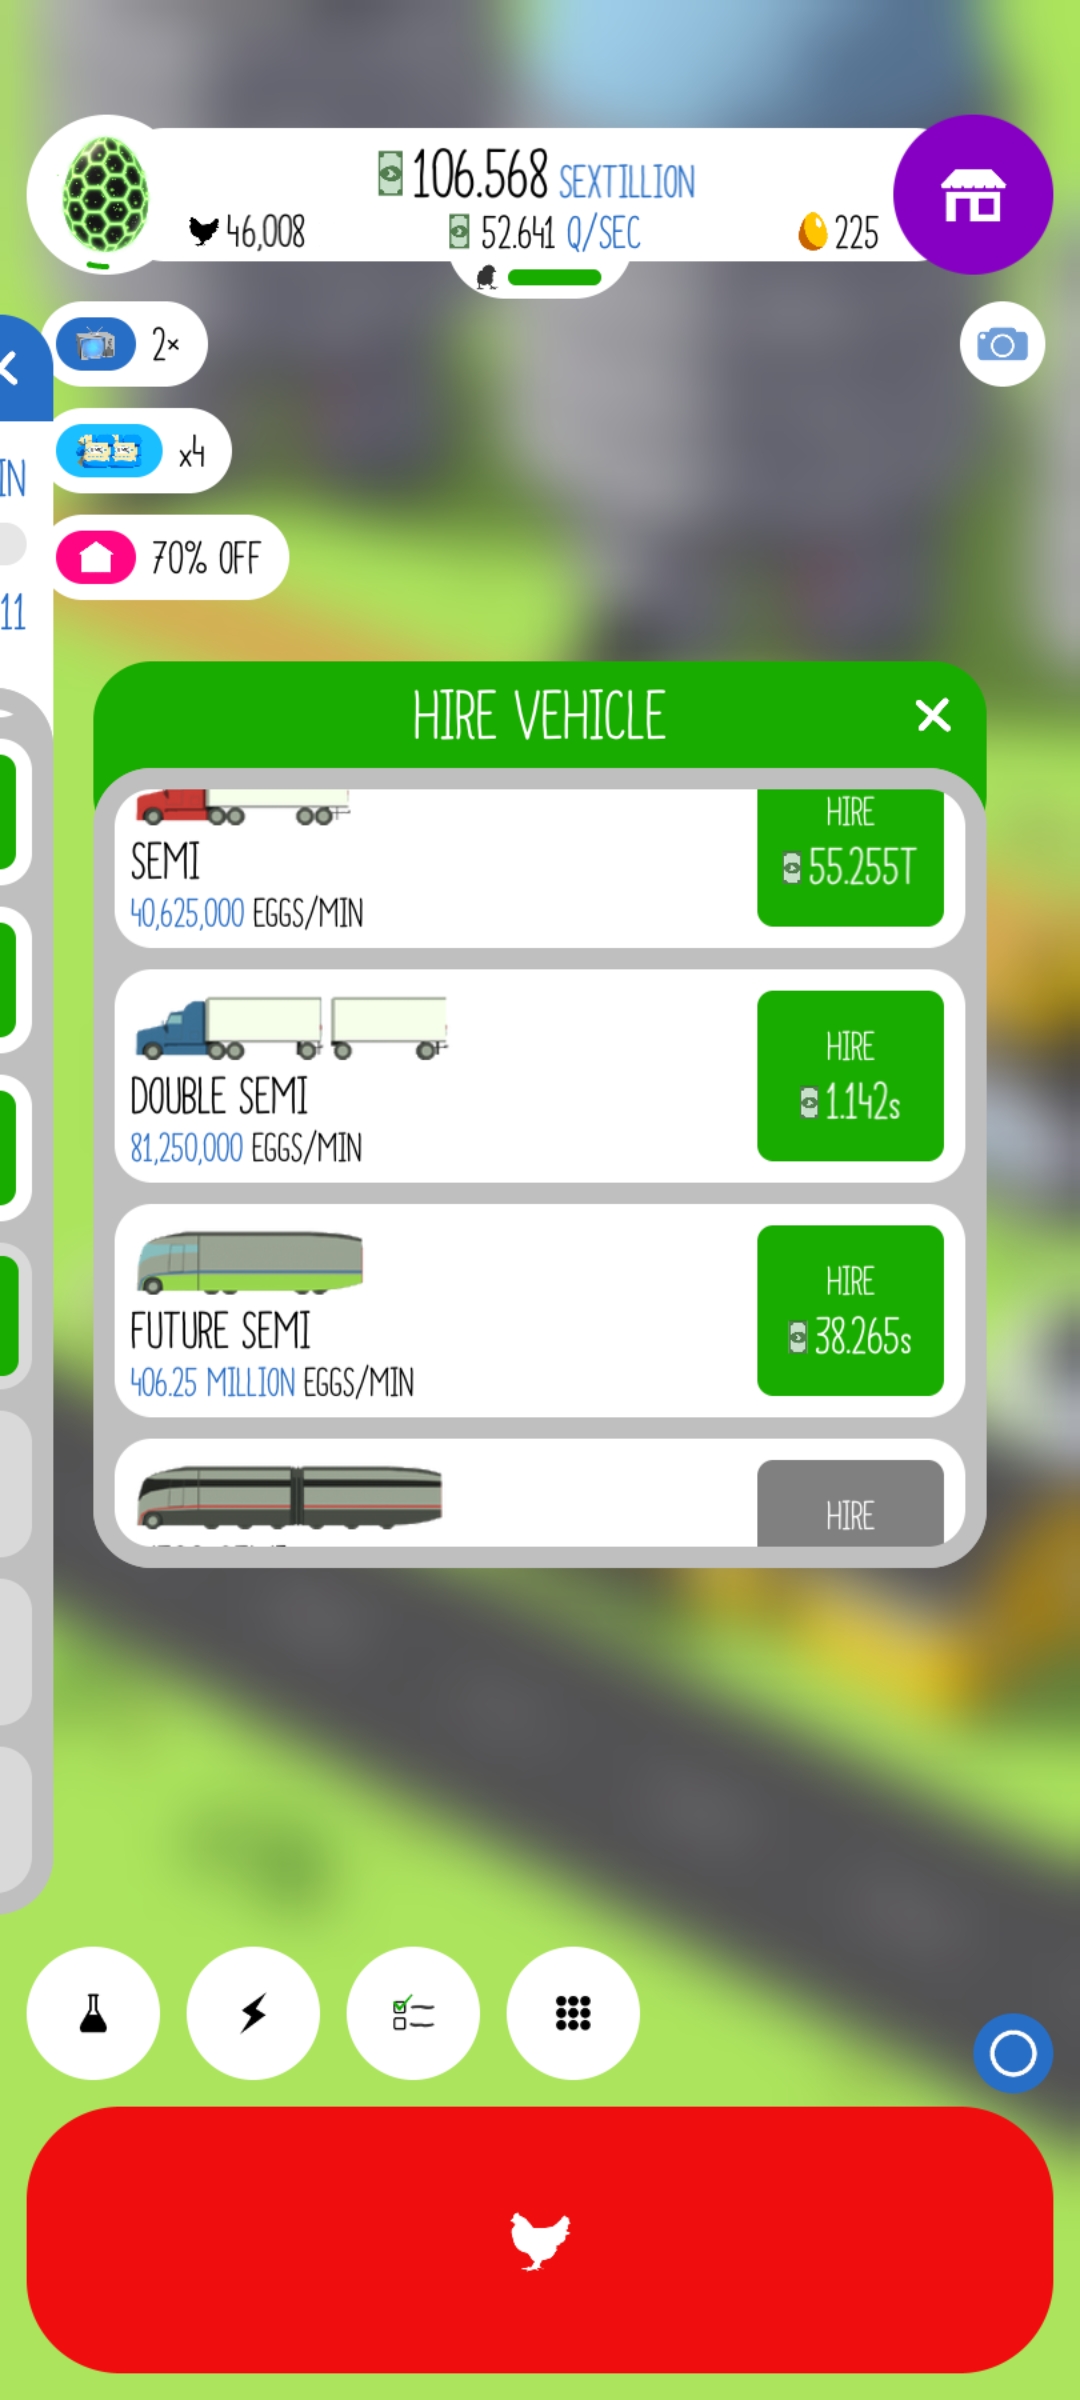 106.568 SEXTILLION
46,008
52.641 Q/SEC
225
2×
x4
IN
70% OFF
11
HIRE VEHICLE
HIRE
55.255T
SEMI
40,625,000 EGGS/MIN
HIRE
1.142s
DOUBLE SEMI
81,250,000 EGGS/MIN
HIRE
38.265s
FUTURE SEMI
406.25 MILLION EGGS/MIN
HIRE